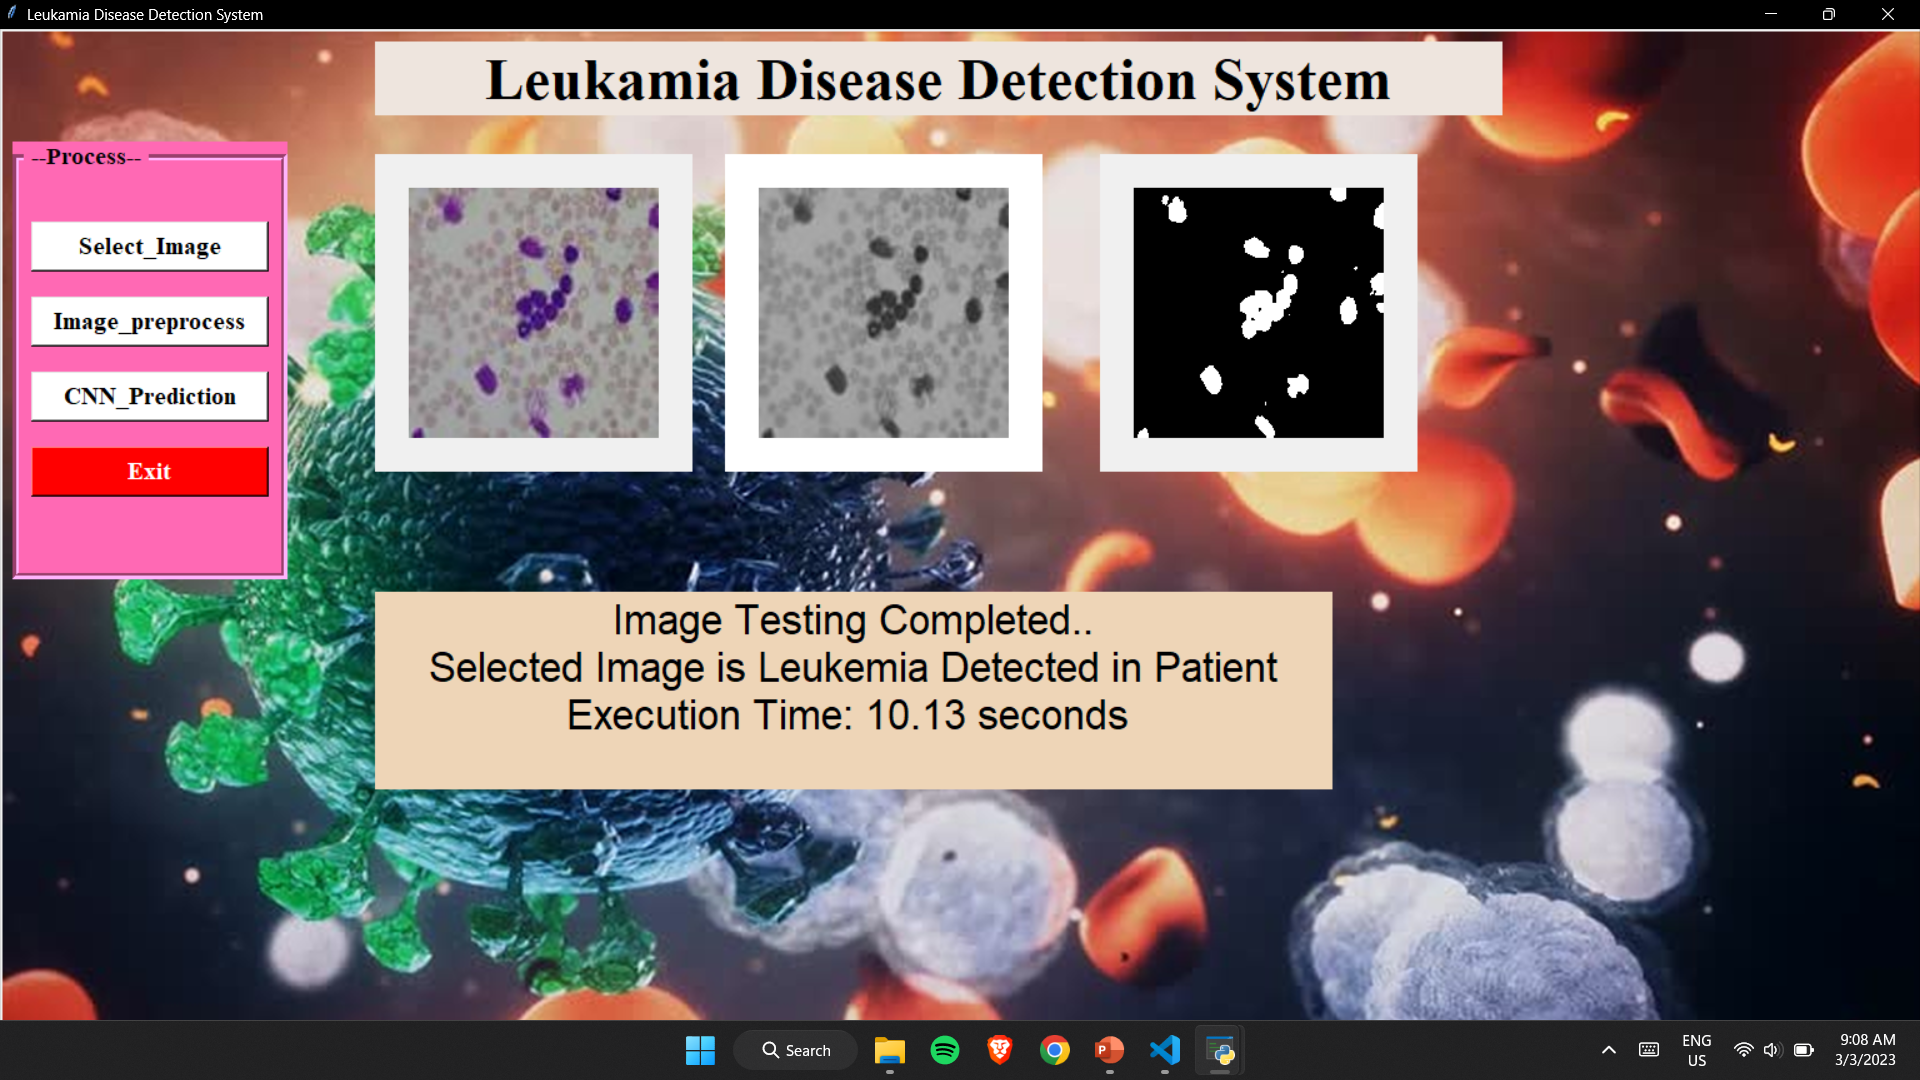 Leukamia Disease Detection System
Leukamia Disease Detection System
--Process--
Select_Image
Image_preprocess
CNN_Prediction
Exit
Image Testing Completed..
Selected Image is Leukemia Detected in Patient
Execution Time: 10.13 seconds
Search
ENG
US
9:08 AM
3/3/2023